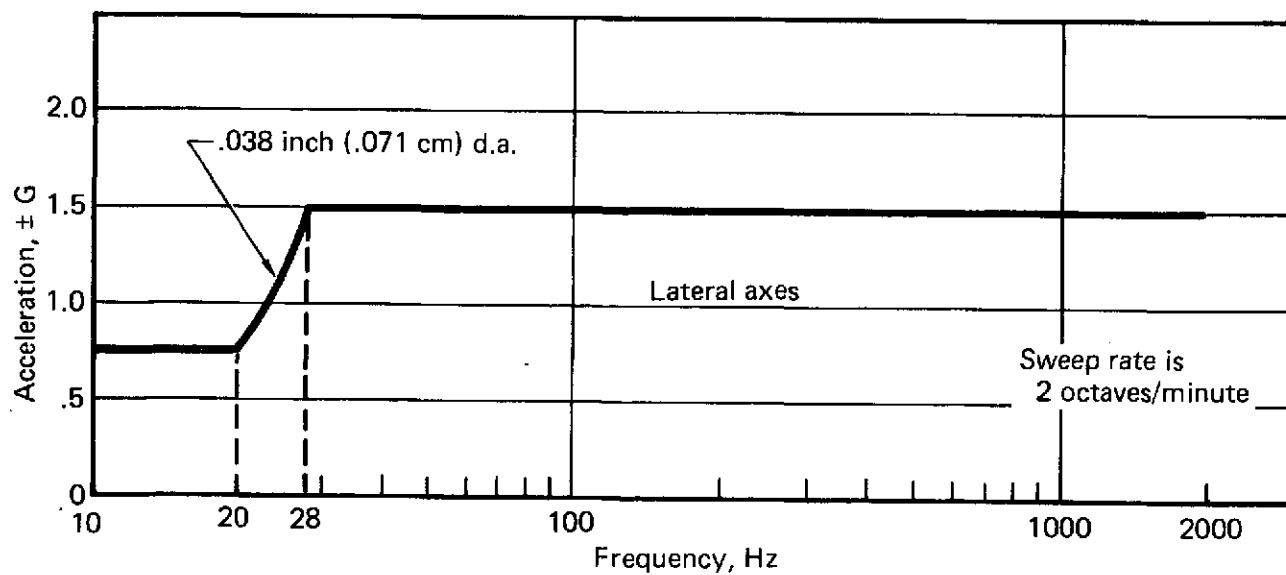 2.0
.038 inch (.071 cm) d.a.
1.5
Acceleration, ± G
Lateral axes
1.0
Sweep rate is
2 octaves/minute
.5
0
10
20
28
100
1000
2000
Frequency, Hz